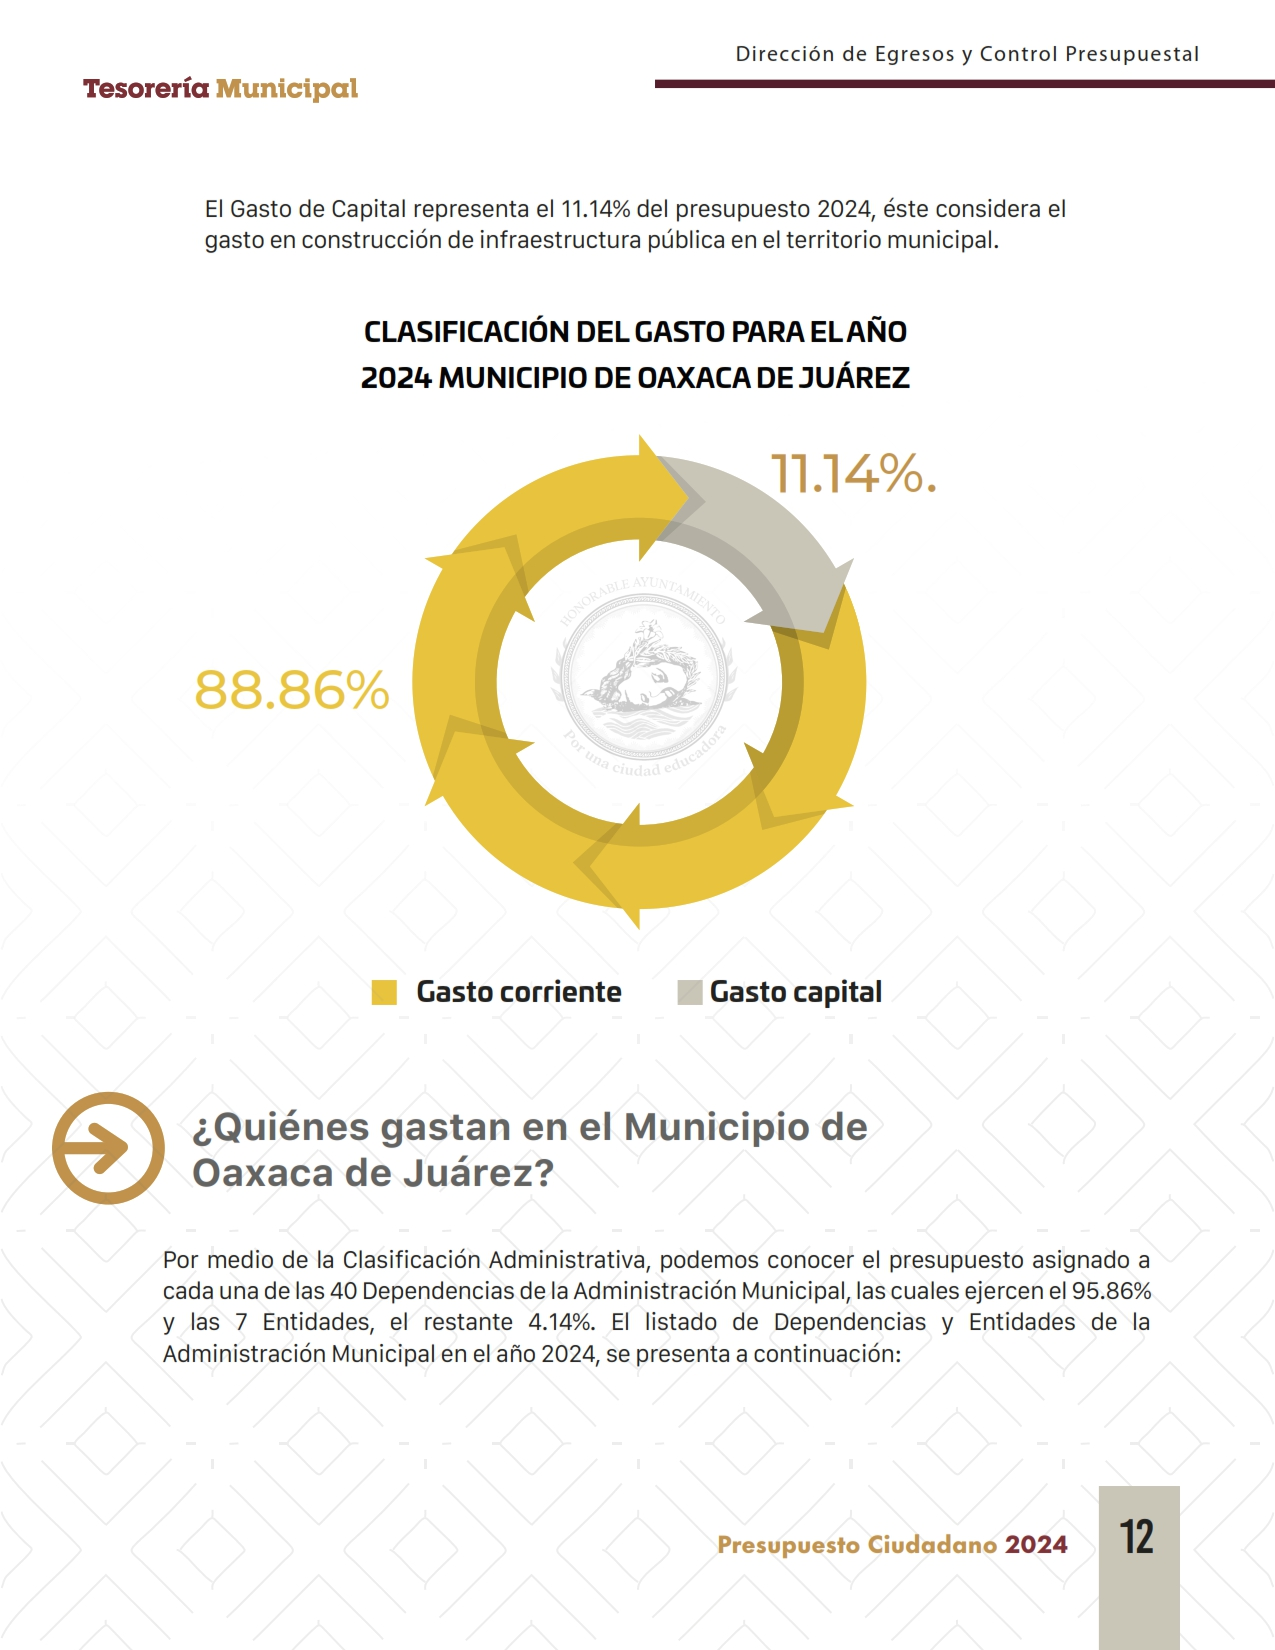 Dirección de Egresos y Control Presupuestal
Tesorería Municipal
El Gasto de Capital representa el 11.14% del presupuesto 2024, éste considera el
gasto en construcción de infraestructura pública en el territorio municipal.
CLASIFICACIÓN DEL GASTO PARA EL AÑO
2024 MUNICIPIO DE OAXACA DE JUÁREZ
11.14%.
HONORABLE AYUNTAMIENTO
88.86%
Por una ciudad educadora
Gasto corriente
Gasto capital
¿Quiénes gastan en el Municipio de
Oaxaca de Juárez?
Por medio de la Clasificación Administrativa, podemos conocer el presupuesto asignado a
cada una de las 40 Dependencias de la Administración Municipal, las cuales ejercen el 95.86%
y las 7 Entidades, el restante 4.14%. El listado de Dependencias y Entidades de la
Administración Municipal en el año 2024, se presenta a continuación:
Presupuesto Ciudadano 2024
12